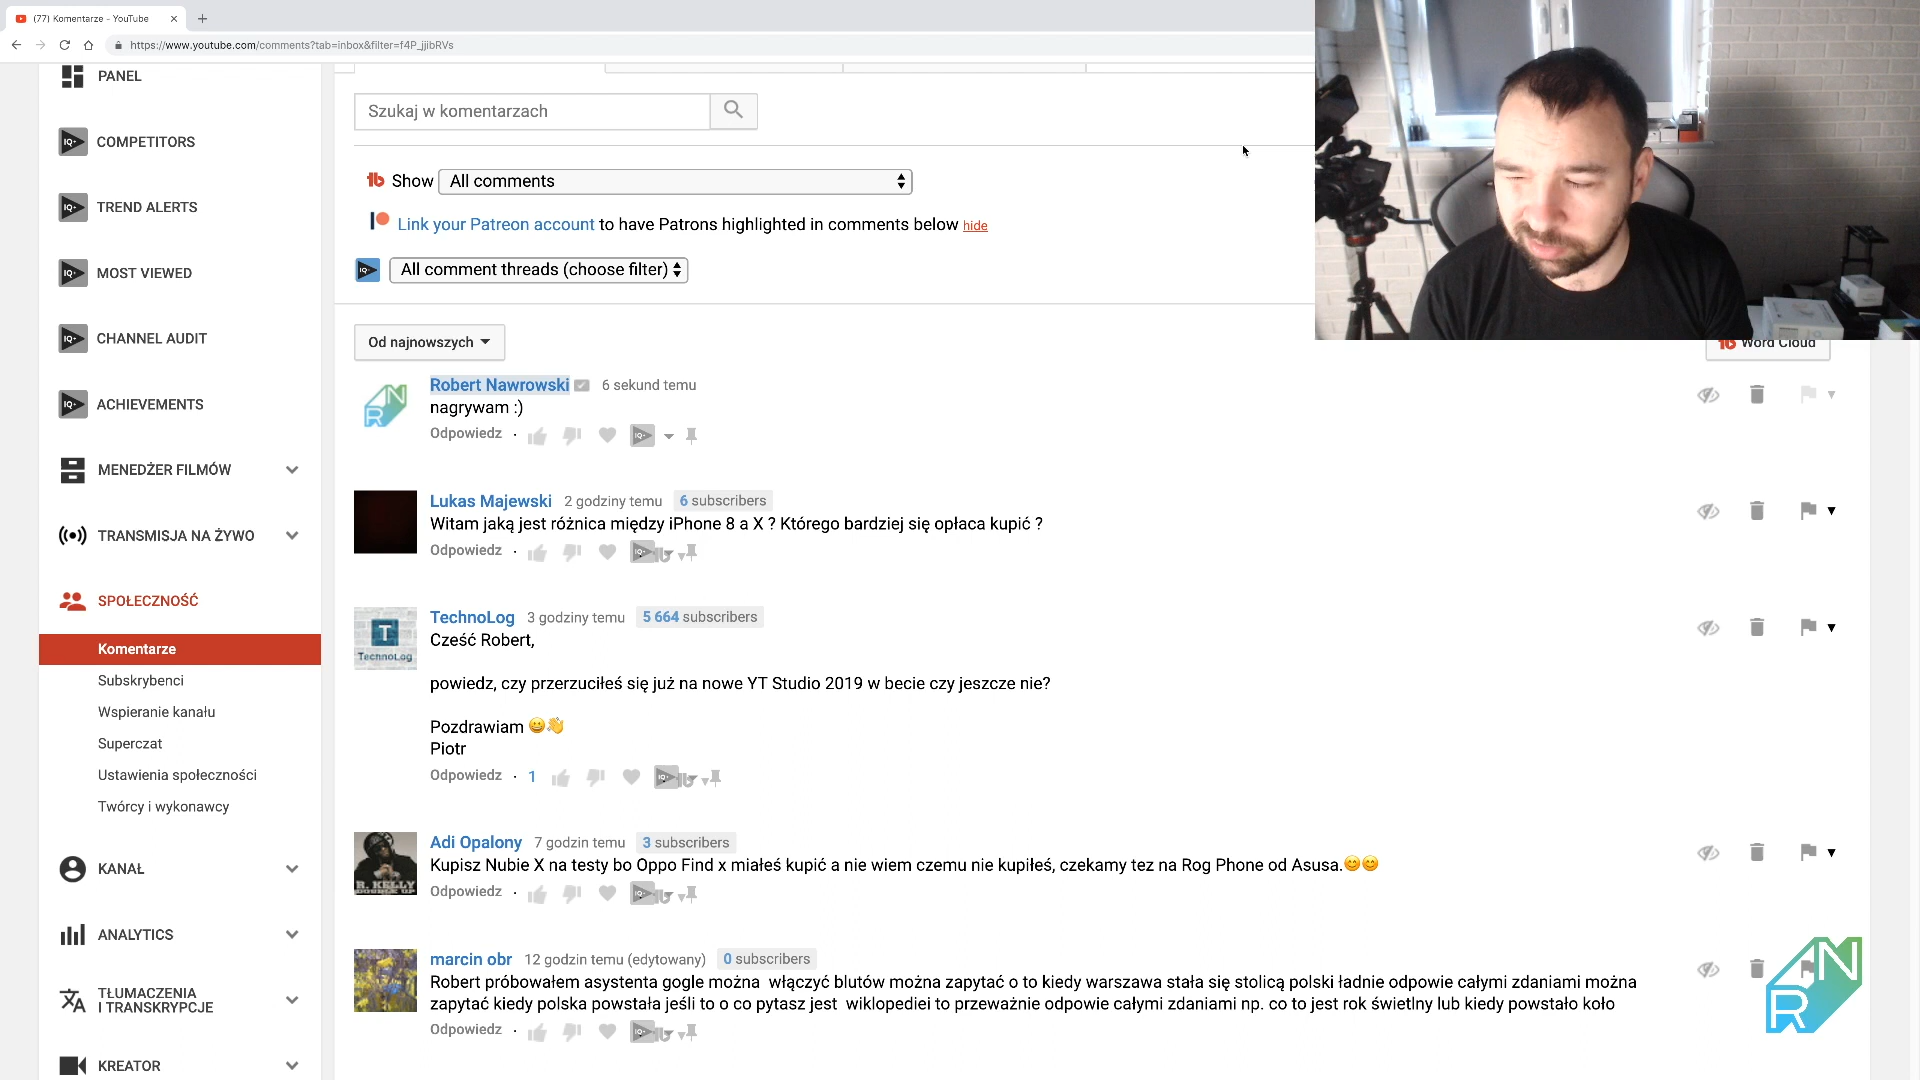 (77) Komentarze - YouTube
https://www.youtube.com/comments?tab=inbox&filter=f4P_jjibRVs
PANEL
COMPETITORS
TREND ALERTS
MOST VIEWED
CHANNEL AUDIT
ACHIEVEMENTS
MENEDŻER FILMÓW
TRANSMISJA NA ŻYWO
SPOŁECZNOŚĆ
Komentarze
Subskrybenci
Wspieranie kanału
Superczat
Ustawienia społeczności
Twórcy i wykonawcy
KANAŁ
ANALYTICS
TŁUMACZENIA
I TRANSKRYPCJE
KREATOR
Szukaj w komentarzach
Show All comments
Link your Patreon account to have Patrons highlighted in comments below hide
All comment threads (choose filter)
Od najnowszych
Word Cloud
Robert Nawrowski 6 sekund temu
nagrywam :)
Odpowiedz ·
Lukas Majewski 2 godziny temu 6 subscribers
Witam jaką jest różnica między iPhone 8 a X ? Którego bardziej się opłaca kupić ?
Odpowiedz ·
TechnoLog 3 godziny temu 5 664 subscribers
T
TechnoLog
Cześć Robert,
powiedz, czy przerzuciłeś się już na nowe YT Studio 2019 w becie czy jeszcze nie?
Pozdrawiam 😀👋
Piotr
Odpowiedz · 1
Adi Opalony 7 godzin temu 3 subscribers
R. KELLY
DOUBLE UP
Kupisz Nubie X na testy bo Oppo Find x miałeś kupić a nie wiem czemu nie kupiłeś, czekamy tez na Rog Phone od Asusa.😊😊
Odpowiedz ·
marcin obr 12 godzin temu (edytowany) 0 subscribers
Robert próbowałem asystenta gogle można włączyć blutów można zapytać o to kiedy warszawa stała się stolicą polski ładnie odpowie całymi zdaniami można
zapytać kiedy polska powstała jeśli to o co pytasz jest wiklopediei to przeważnie odpowie całymi zdaniami np. co to jest rok świetlny lub kiedy powstało koło
Odpowiedz ·
NR